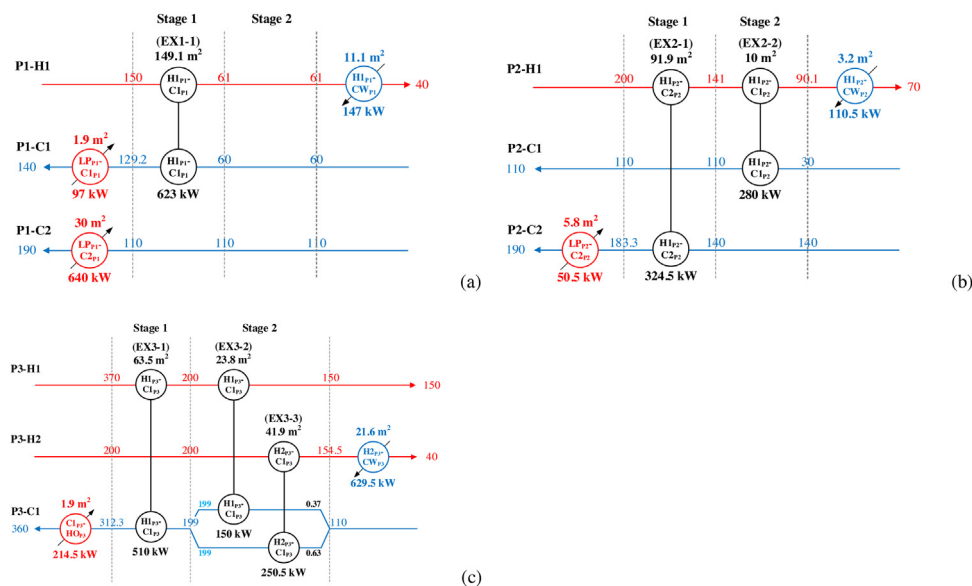 Stage 1
Stage 2
(EX1-1)
149.1 m²
11.1 m²
P1-H1
150
61
61
40
H1P1-
C1P1
H1P1-
CWP1
147 kW
P1-C1
1.9 m²
140
129.2
60
60
LPP1-
C1P1
H1P1-
C1P1
97 kW
623 kW
P1-C2
30 m²
190
110
110
110
LPP1-
C2P1
640 kW
(a)
Stage 1
Stage 2
(EX2-1)
91.9 m²
(EX2-2)
10 m²
3.2 m²
P2-H1
200
141
90.1
70
H1P2-
C2P2
H1P2-
C1P2
H1P2-
CWP2
110.5 kW
P2-C1
110
110
110
30
H1P2-
C1P2
280 kW
P2-C2
5.8 m²
190
183.3
140
140
LPP2-
C2P2
H1P2-
C2P2
50.5 kW
324.5 kW
(b)
Stage 1
Stage 2
(EX3-1)
63.5 m²
(EX3-2)
23.8 m²
P3-H1
370
200
150
150
H1P3-
C1P3
H1P3-
C1P3
(EX3-3)
41.9 m²
21.6 m²
P3-H2
200
200
154.5
40
H2P3-
C1P3
H2P3-
CWP3
629.5 kW
P3-C1
1.9 m²
360
312.3
199
199
0.37
110
C1P3-
HOP3
H1P3-
C1P3
H1P3-
C1P3
214.5 kW
510 kW
150 kW
199
0.63
H2P3-
C1P3
250.5 kW
(c)